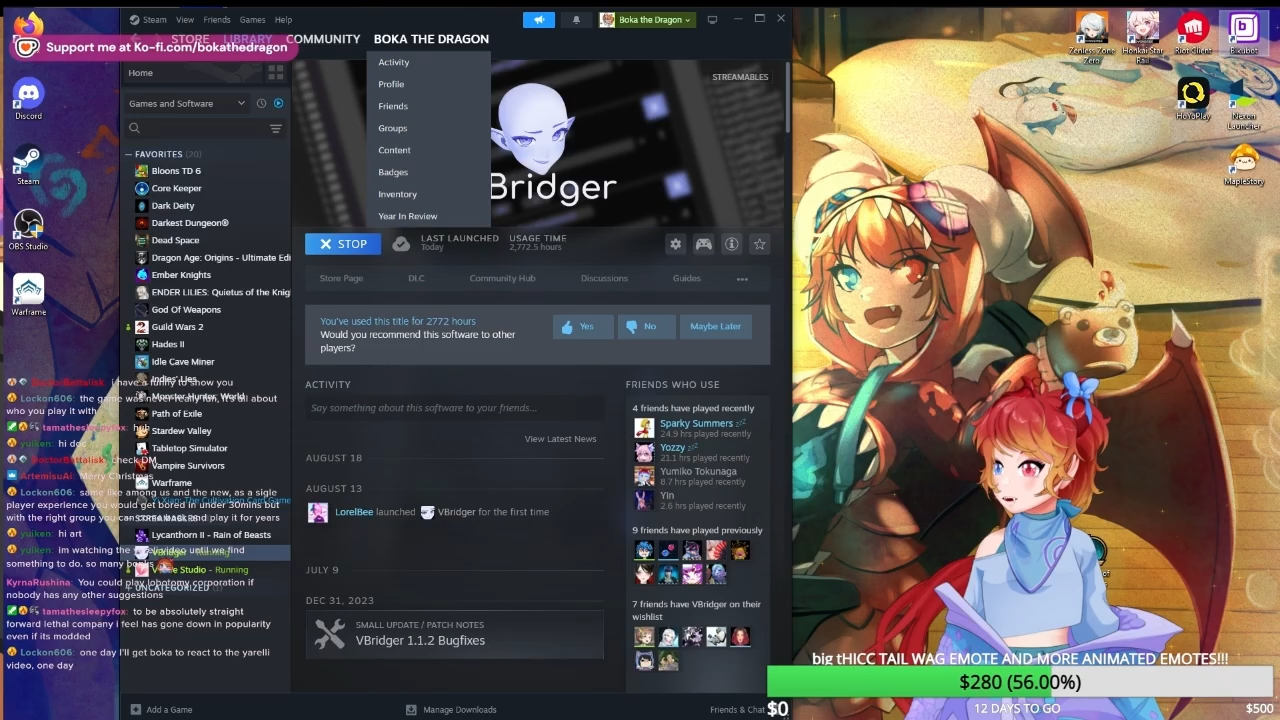 Steam View Friends Games Help
Boka the Dragon
STORE LIBRARY COMMUNITY BOKA THE DRAGON
Support me at Ko-fi.com/bokathedragon
Home
Games and Software
FAVORITES (20)
Bloons TD 6
Core Keeper
Dark Deity
Darkest Dungeon®
Dead Space
Dragon Age: Origins - Ultimate Edi
Ember Knights
ENDER LILIES: Quietus of the Knig
God Of Weapons
Guild Wars 2
Hades II
Idle Cave Miner
Indies' Lies
Monster Hunter: World
Path of Exile
Stardew Valley
Tabletop Simulator
Vampire Survivors
Warframe
Lycanthorn II - Rain of Beasts
Studio - Running
UNCATEGORIZED
Discord
Steam
OBS Studio
Warframe
DoctorBattalisk: i have a funny to show you
Lockon606: the game
it's all about
who you play it with
tamathesleepyfox: huh
yuiken: hi doc
DoctorBattalisk: check DM
ArtemisuAi: Merry Christmas
Lockon606: same like among us and the new, as a sigle
player experience you would get bored in under 30mins but
with the right group you can and play it for years
yuiken: hi art
yuiken: im watching the video until we find
something to do. so many
KyrnaRushina: You could play lobotomy corporation if
nobody has any other suggestions
tamathesleepyfox: to be absolutely straight
forward lethal company i feel has gone down in popularity
even if its modded
Lockon606: one day I'll get boka to react to the yarelli
video, one day
Activity
Profile
Friends
Groups
Content
Badges
Inventory
Year In Review
STREAMABLES
Bridger
STOP
LAST LAUNCHED
Today
USAGE TIME
2,772.5 hours
Store Page DLC Community Hub Discussions Guides
You've used this title for 2772 hours
Would you recommend this software to other
players?
Yes No Maybe Later
ACTIVITY
Say something about this software to your friends...
View Latest News
AUGUST 18
AUGUST 13
LorelBee launched VBridger for the first time
JULY 9
DEC 31, 2023
SMALL UPDATE / PATCH NOTES
VBridger 1.1.2 Bugfixes
FRIENDS WHO USE
4 friends have played recently
Sparky Summers zzz
24.9 hrs played recently
Yozzy zzz
21.1 hrs played recently
Yumiko Tokunaga
8.7 hrs played recently
Yin
2.6 hrs played recently
9 friends have played previously
7 friends have VBridger on their
wishlist
Add a Game Manage Downloads Friends & Chat
Zenless Zone
Zero
Honkai Star
Rail
Riot Client
Bikubot
HoYoPlay
Nexon
Launcher
MapleStory
big tHICC TAIL WAG EMOTE AND MORE ANIMATED EMOTES!!!
$280 (56.00%)
$0 12 DAYS TO GO $500